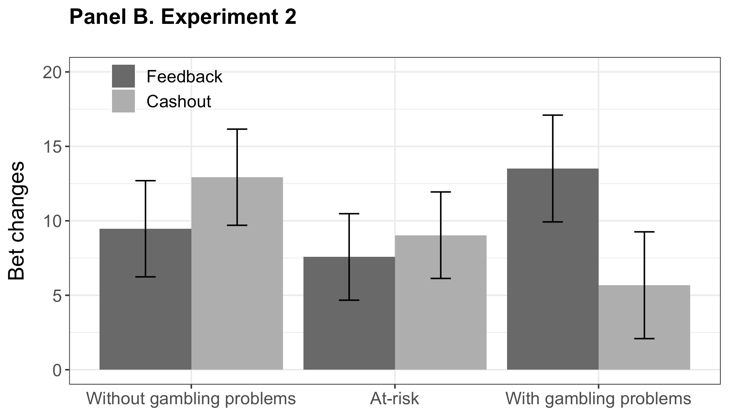 Panel B. Experiment 2
Feedback
Cashout
Bet changes
20
15
10
5
0
Without gambling problems
At-risk
With gambling problems